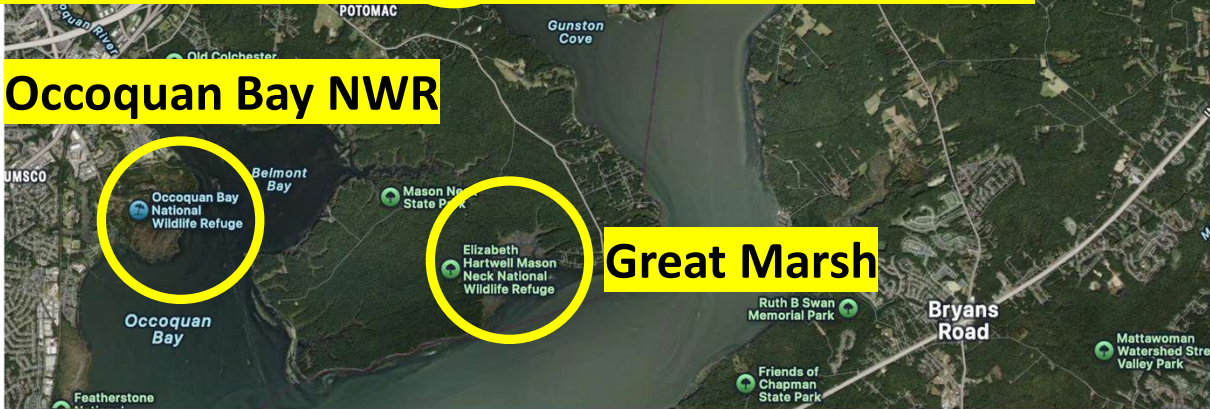 POTOMAC
Gunston
Cove
Old Colchester
Occoquan Bay NWR
UMSCO
Belmont
Bay
Occoquan Bay
National
Wildlife Refuge
Mason Neck
State Park
Elizabeth
Hartwell Mason
Neck National
Wildlife Refuge
Great Marsh
Occoquan
Bay
Ruth B Swan
Memorial Park
Bryans
Road
Mattawoman
Watershed Stre
Valley Park
Friends of
Chapman
State Park
Featherstone